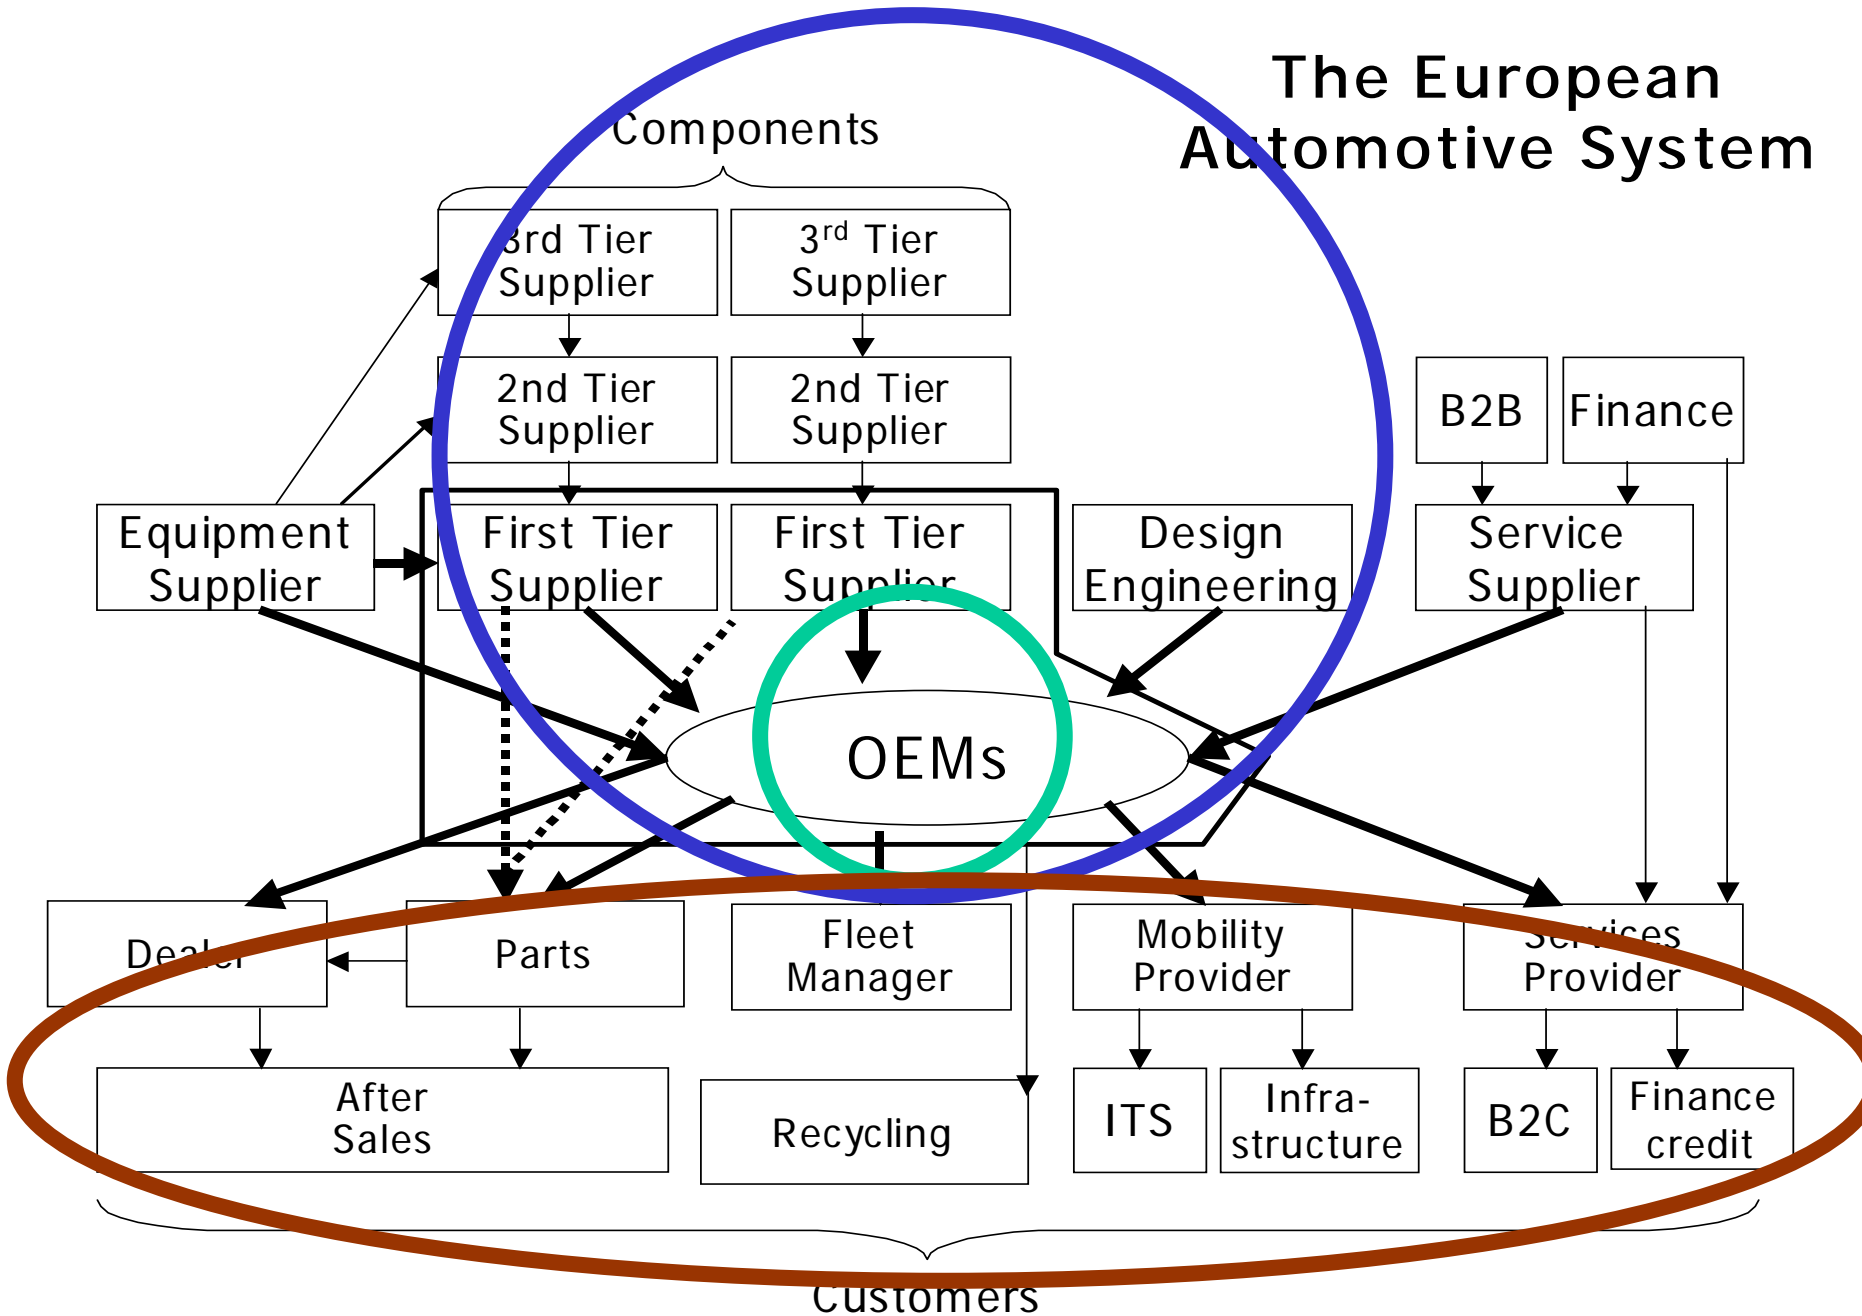 The European
Automotive System
Components
3rd Tier
Supplier
3rd Tier
Supplier
2nd Tier
Supplier
2nd Tier
Supplier
B2B
Finance
Equipment
Supplier
First Tier
Supplier
First Tier
Supplier
Design
Engineering
Service
Supplier
OEMs
Dealer
Parts
Fleet
Manager
Mobility
Provider
Services
Provider
After
Sales
Recycling
ITS
Infra-
structure
B2C
Finance
credit
Customers